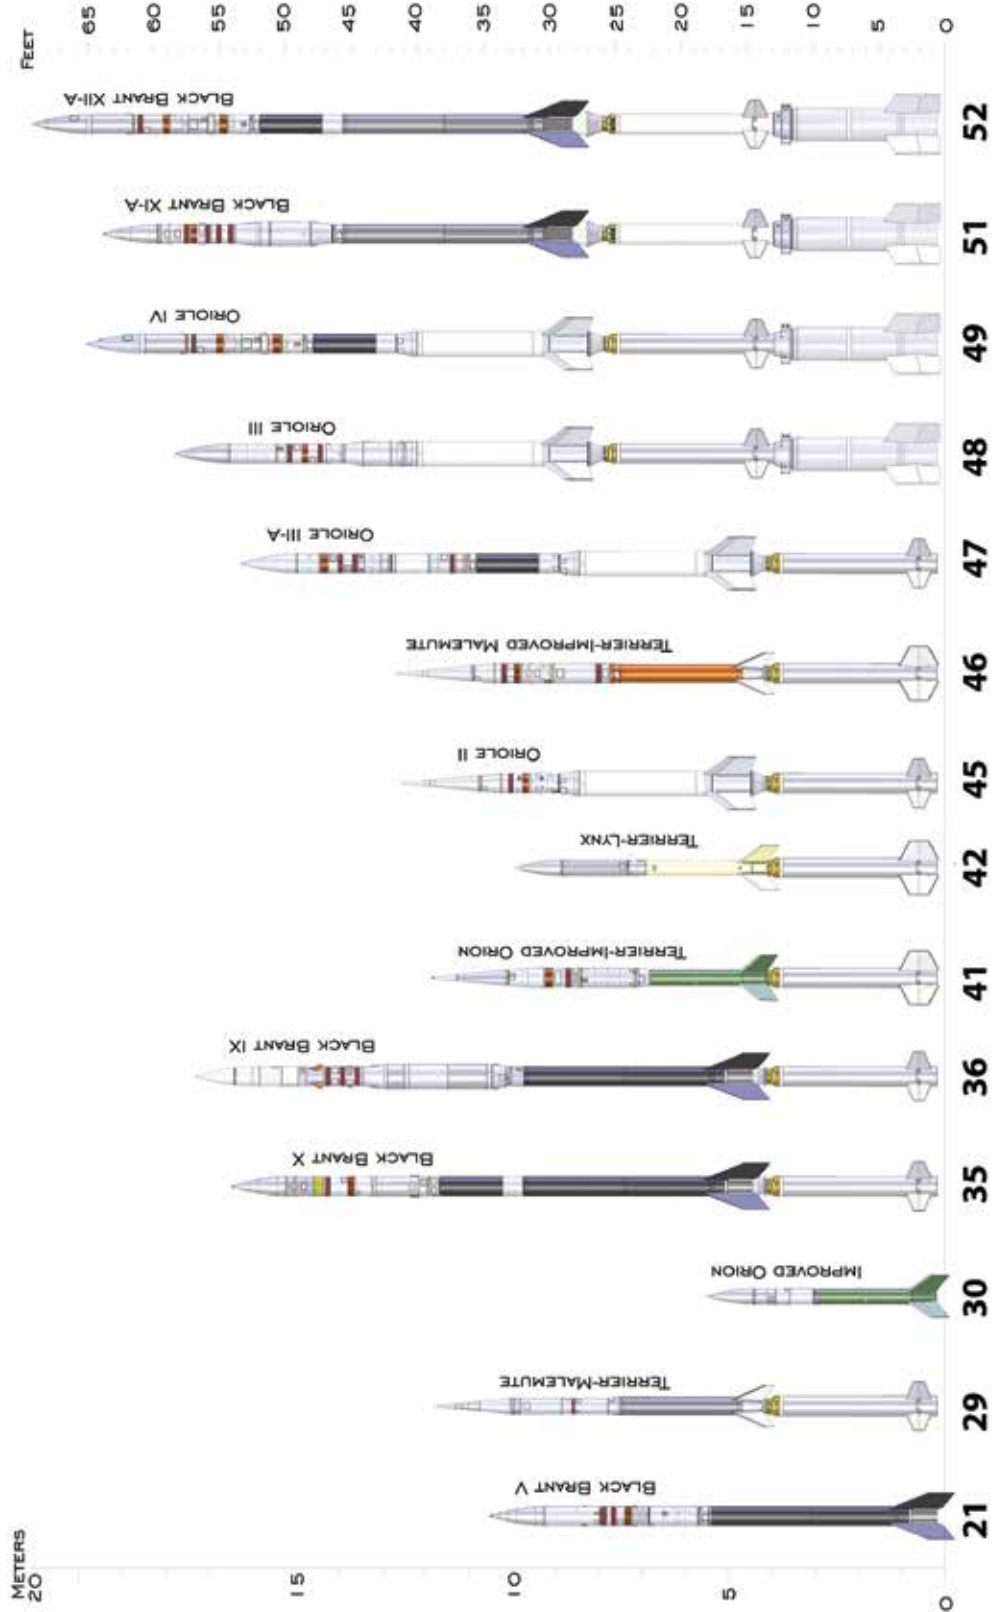 METERS
20
15
10
5
0
BLACK BRANT V
TERRIER-MALEMUTE
IMPROVED ORION
BLACK BRANT X
BLACK BRANT IX
TERRIER-IMPROVED ORION
TERRIER-LYNX
ORIOLE II
TERRIER-IMPROVED MALEMUTE
ORIOLE III-A
ORIOLE III
ORIOLE IV
BLACK BRANT XI-A
BLACK BRANT XII-A
21
29
30
35
36
41
42
45
46
47
48
49
51
52
FEET
65
60
55
50
45
40
35
30
25
20
15
10
5
0